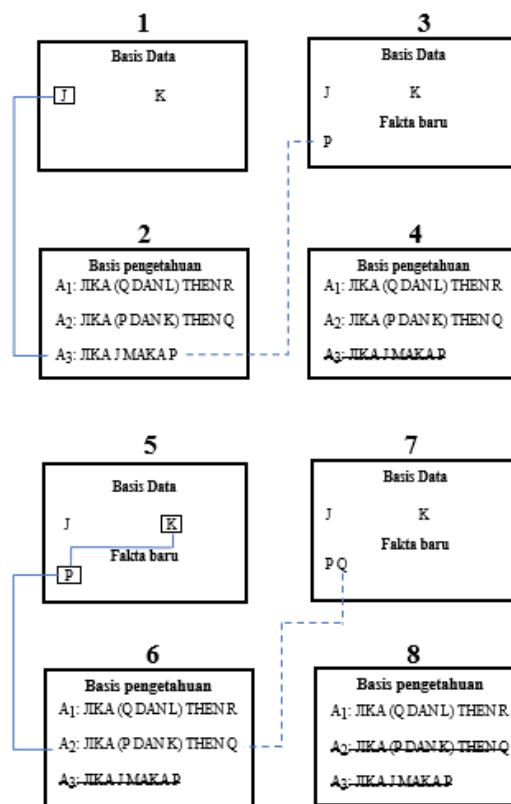 1
Basis Data
J K
2
Basis pengetahuan
A1: JIKA (Q DAN L) THEN R
A2: JIKA (P DAN K) THEN Q
A3: JIKA J MAKA P
3
Basis Data
J K
Fakta baru
P
4
Basis pengetahuan
A1: JIKA (Q DAN L) THEN R
A2: JIKA (P DAN K) THEN Q
A3: JIKA J MAKA P
5
Basis Data
J K
Fakta baru
P
6
Basis pengetahuan
A1: JIKA (Q DAN L) THEN R
A2: JIKA (P DAN K) THEN Q
A3: JIKA J MAKA P
7
Basis Data
J K
Fakta baru
P Q
8
Basis pengetahuan
A1: JIKA (Q DAN L) THEN R
A2: JIKA (P DAN K) THEN Q
A3: JIKA J MAKA P